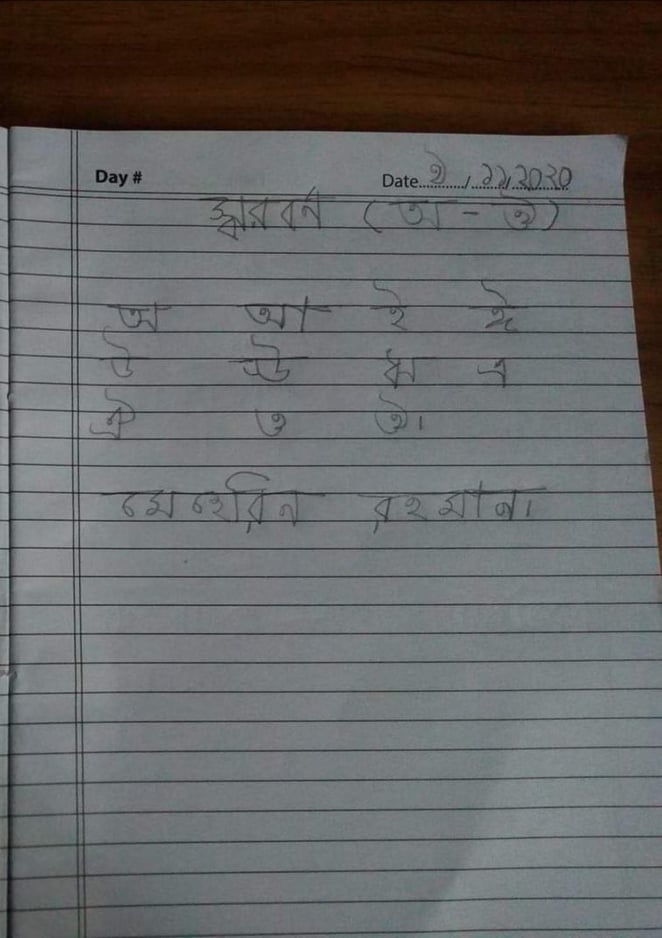 Day # Date ২/১১/২০২০
স্বরবর্ণ (অ - ঔ)
অ আ ই ঈ
উ ঊ ঋ এ
ঐ ও ঔ।
মেহেরিন রহমান।